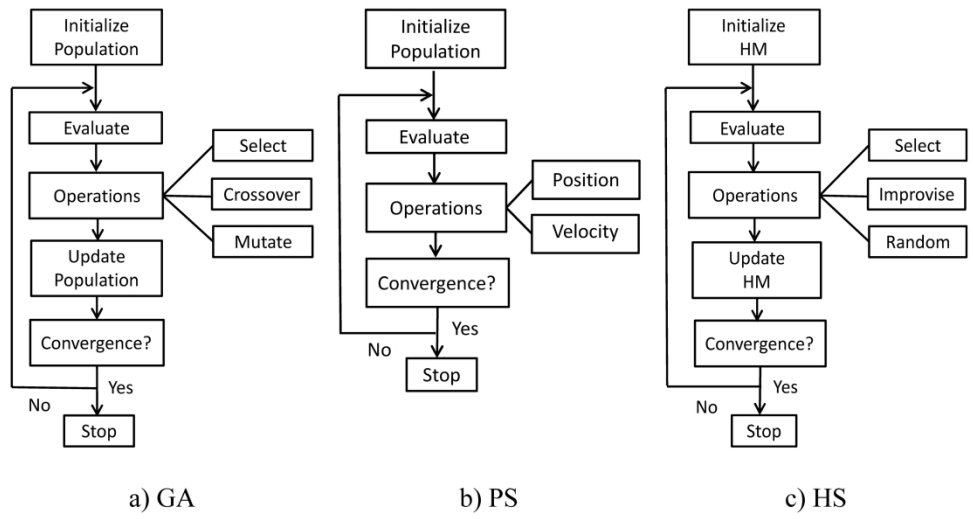 Initialize
Population
Evaluate
Select
Operations
Crossover
Mutate
Update
Population
Convergence?
Yes
No
Stop
a) GA
Initialize
Population
Evaluate
Position
Operations
Velocity
Convergence?
Yes
No
Stop
b) PS
Initialize
HM
Evaluate
Select
Operations
Improvise
Random
Update
HM
Convergence?
Yes
No
Stop
c) HS